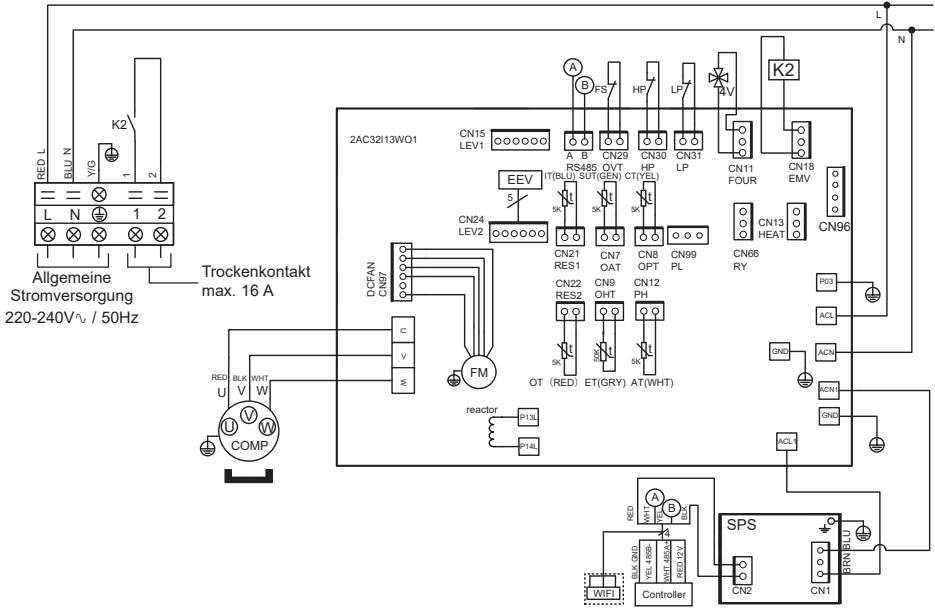 L
N
RED L
BLU N
Y/G
K2
1
2
L N 1 2
Allgemeine
Stromversorgung
220-240V∿ / 50Hz
Trockenkontakt
max. 16 A
2AC32I13WO1
CN15
LEV1
A
B
FS
HP
LP
4V
K2
A B
RS485
CN29
OVT
CN30
HP
CN31
LP
CN11
FOUR
CN18
EMV
EEV
5
CN24
LEV2
IT(BLU) SUT(GEN) CT(YEL)
5K t
5K t
5K t
CN21
RES1
CN7
OAT
CN8
OPT
CN99
PL
CN66
RY
CN13
HEAT
CN96
DCFAN
CN97
CN22
RES2
CN9
OHT
CN12
PH
5K t
50K t
5K t
OT (RED)
ET(GRY)
AT(WHT)
FM
U
V
W
RED
BLK
WHT
U V W
U
V
W
COMP
reactor
P13L
P14L
P03
ACL
ACN
GND
ACN1
GND
ACL1
RED
WHT
YEL
BLK
A
B
4
BLK GND
YEL 485B-
WHT 485A+
RED 12V
WIFI
Controller
SPS
CN2
CN1
BRN
BLU